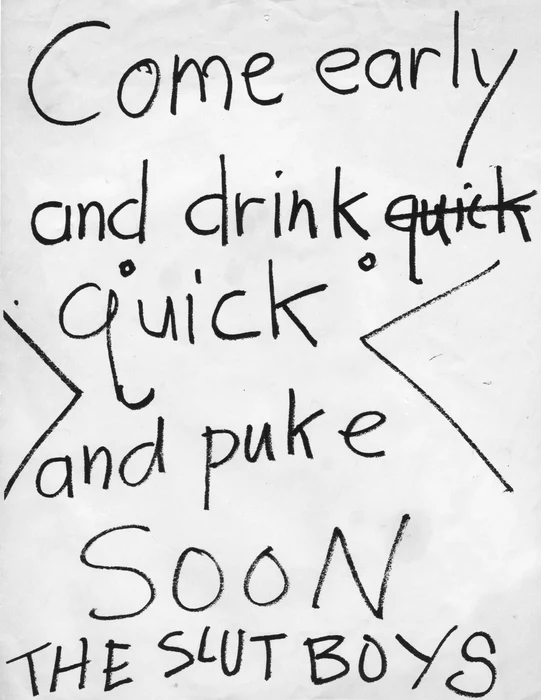 Come early
and drink quick
quick
and puke
SOON
THE SLUT BOYS